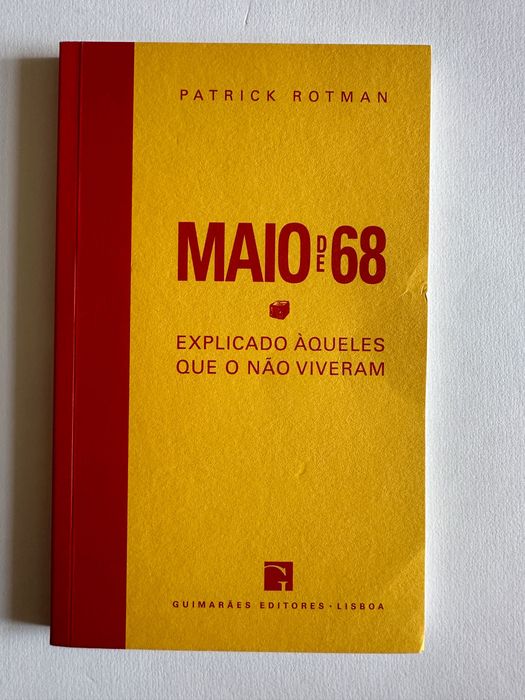 PATRICK ROTMAN
MAIO DE 68
EXPLICADO ÀQUELES
QUE O NÃO VIVERAM
G
GUIMARÃES EDITORES · LISBOA